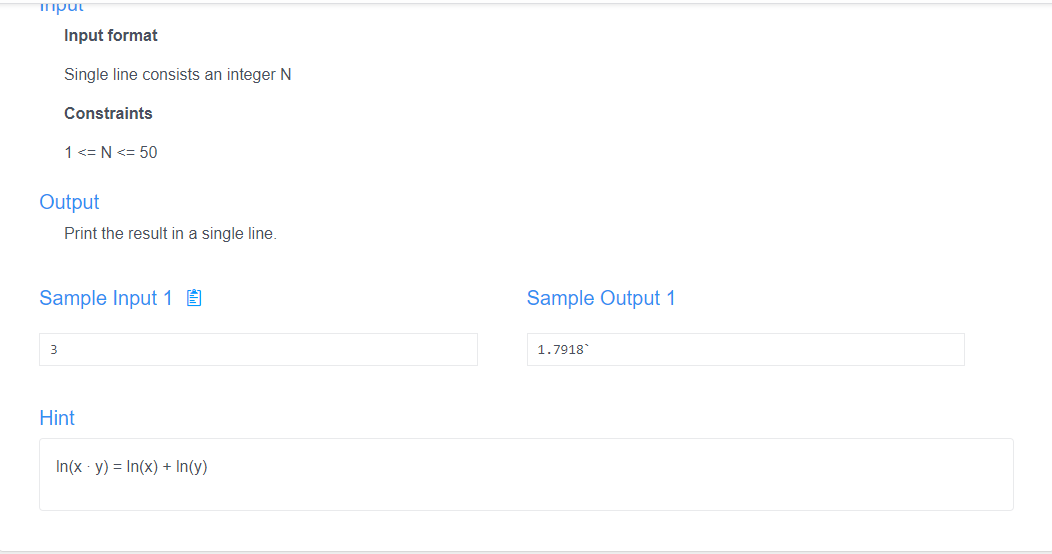 Input
Input format
Single line consists an integer N
Constraints
1 <= N <= 50
Output
Print the result in a single line.
Sample Input 1
Sample Output 1
3
1.7918`
Hint
ln(x · y) = ln(x) + ln(y)